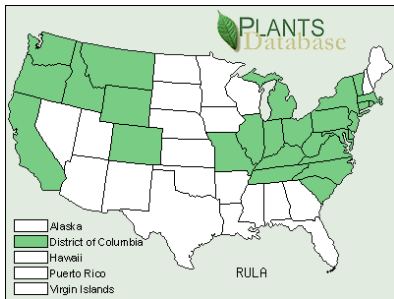 PLANTS
Database
Alaska
District of Columbia
Hawaii
Puerto Rico
Virgin Islands
RULA